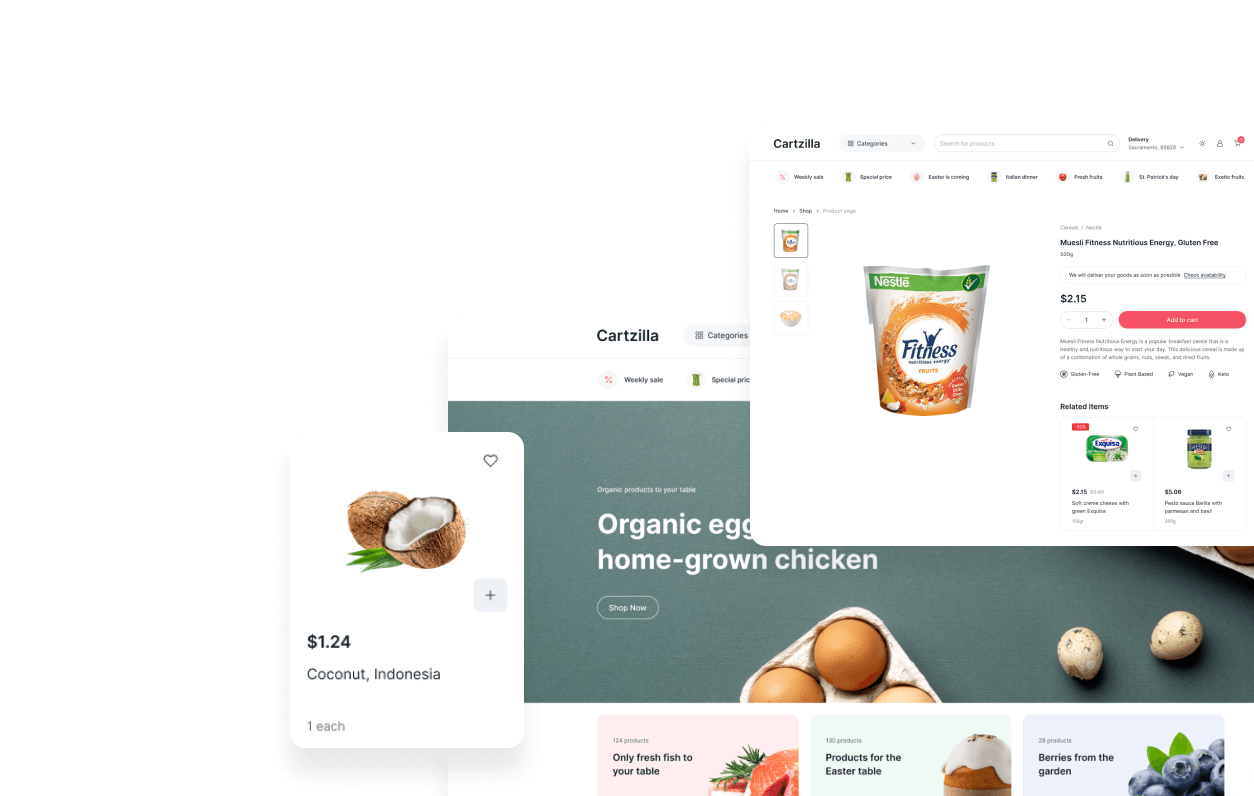 Cartzilla
Categories
Search for products
Delivery
Sacramento, 95829
3
Weekly sale
Special price
Easter is coming
Italian dinner
Fresh fruits
St. Patrick's day
Exotic fruits
Home › Shop › Product page
Cereals / Nestle
Muesli Fitness Nutritious Energy, Gluten Free
500g
We will deliver your goods as soon as possible Check availability
$2.15
− 1 +
Add to cart
Muesli Fitness Nutritious Energy is a popular breakfast cereal that is a
healthy and nutritious way to start your day. This delicious cereal is made up
of a combination of whole grains, nuts, seeds, and dried fruits.
Gluten-Free
Plant Based
Vegan
Keto
Related Items
Exquisa
$2.15
Soft creme cheese with
green Exquisa
150gr
$5.06
Pesto sauce Barilla with
parmesan and basil
Nestlé
Fitness
nutritious energy
FRUITS
Cartzilla
Categories
Weekly sale
Special pric
Organic products to your table
Organic egg
home-grown chicken
Shop Now
$1.24
Coconut, Indonesia
1 each
124 products
Only fresh fish to
your table
130 products
Products for the
Easter table
28 products
Berries from the
garden